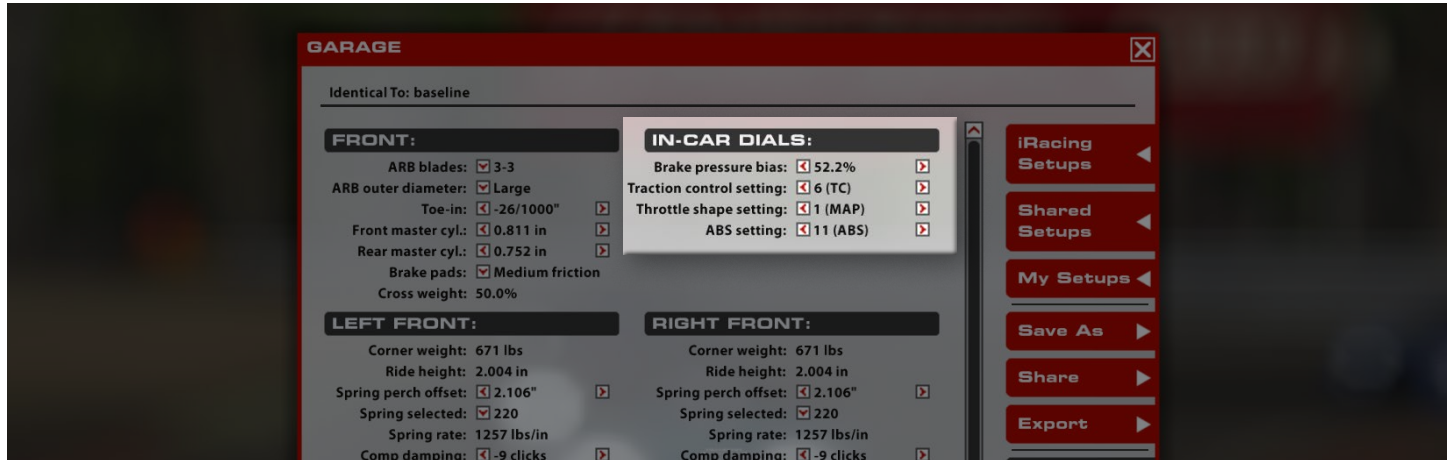 GARAGE
Identical To: baseline
FRONT:
ARB blades: 3-3
ARB outer diameter: Large
Toe-in: -26/1000"
Front master cyl.: 0.811 in
Rear master cyl.: 0.752 in
Brake pads: Medium friction
Cross weight: 50.0%
IN-CAR DIALS:
Brake pressure bias: 52.2%
Traction control setting: 6 (TC)
Throttle shape setting: 1 (MAP)
ABS setting: 11 (ABS)
LEFT FRONT:
Corner weight: 671 lbs
Ride height: 2.004 in
Spring perch offset: 2.106"
Spring selected: 220
Spring rate: 1257 lbs/in
Comp damping: -9 clicks
RIGHT FRONT:
Corner weight: 671 lbs
Ride height: 2.004 in
Spring perch offset: 2.106"
Spring selected: 220
Spring rate: 1257 lbs/in
Comp damping: -9 clicks
iRacing
Setups
Shared
Setups
My Setups
Save As
Share
Export